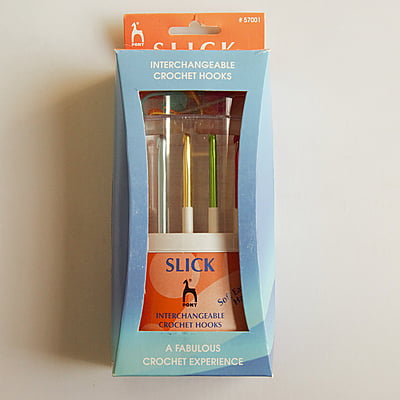 # 57001
PONY
SLICK
INTERCHANGEABLE
CROCHET HOOKS
SLICK
PONY
INTERCHANGEABLE
CROCHET HOOKS
A FABULOUS
CROCHET EXPERIENCE